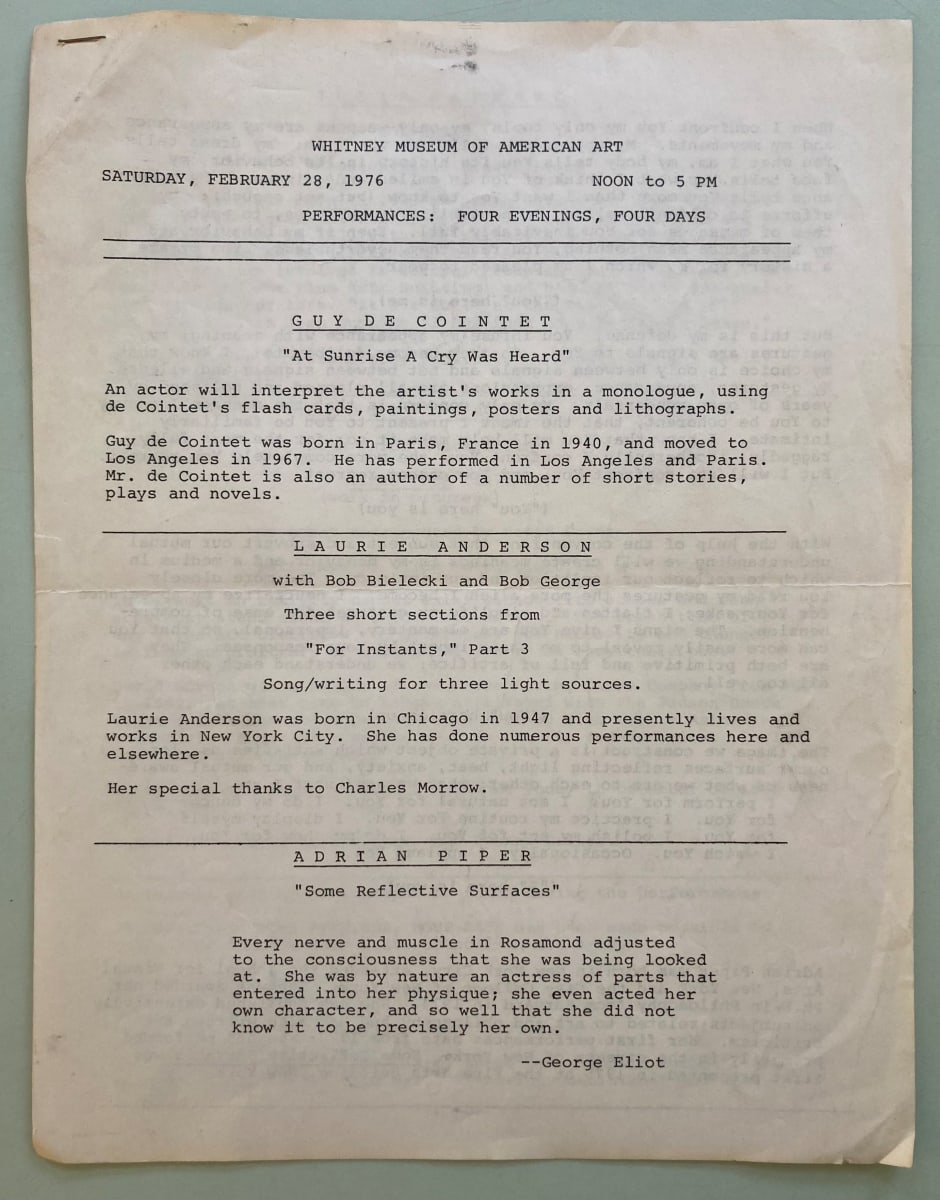 WHITNEY MUSEUM OF AMERICAN ART
SATURDAY, FEBRUARY 28, 1976 NOON to 5 PM
PERFORMANCES: FOUR EVENINGS, FOUR DAYS
GUY DE COINTET
"At Sunrise A Cry Was Heard"
An actor will interpret the artist's works in a monologue, using
de Cointet's flash cards, paintings, posters and lithographs.
Guy de Cointet was born in Paris, France in 1940, and moved to
Los Angeles in 1967. He has performed in Los Angeles and Paris.
Mr. de Cointet is also an author of a number of short stories,
plays and novels.
LAURIE ANDERSON
with Bob Bielecki and Bob George
Three short sections from
"For Instants," Part 3
Song/writing for three light sources.
Laurie Anderson was born in Chicago in 1947 and presently lives and
works in New York City. She has done numerous performances here and
elsewhere.
Her special thanks to Charles Morrow.
ADRIAN PIPER
"Some Reflective Surfaces"
Every nerve and muscle in Rosamond adjusted
to the consciousness that she was being looked
at. She was by nature an actress of parts that
entered into her physique; she even acted her
own character, and so well that she did not
know it to be precisely her own.
--George Eliot